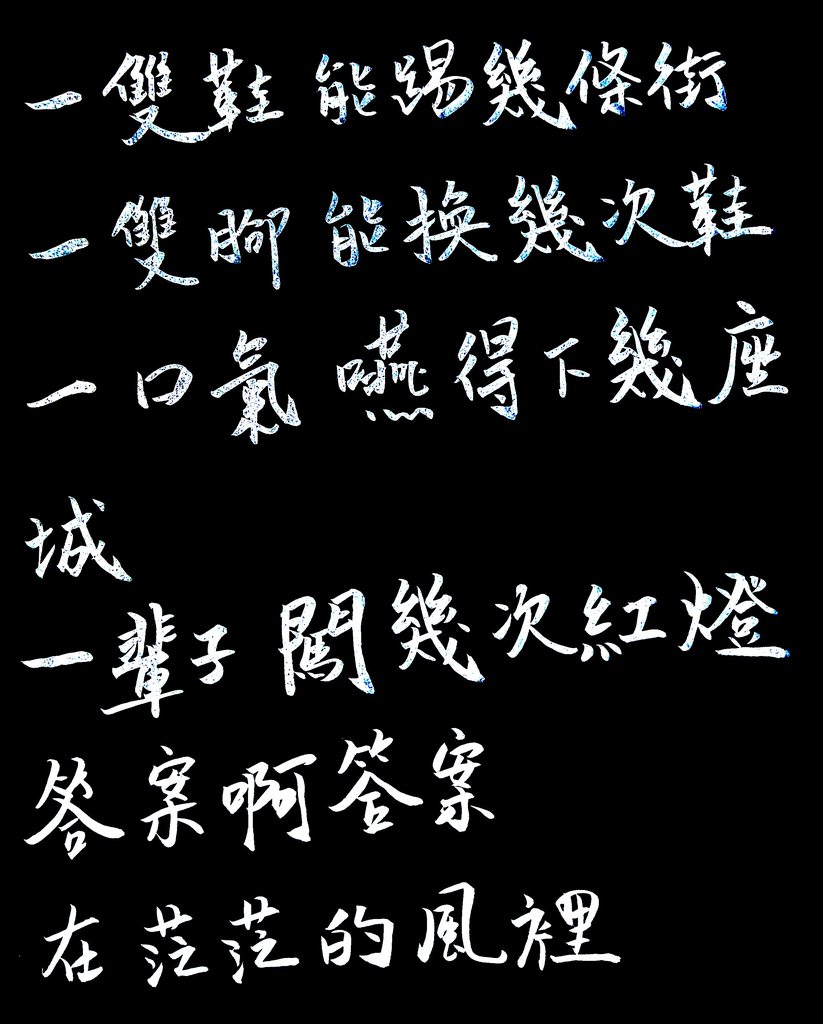 一雙鞋 能踢幾條街
一雙腳 能換幾次鞋
一口氣 嚥得下幾座
城
一輩子 闖幾次紅燈
答案啊答案
在茫茫的風裡